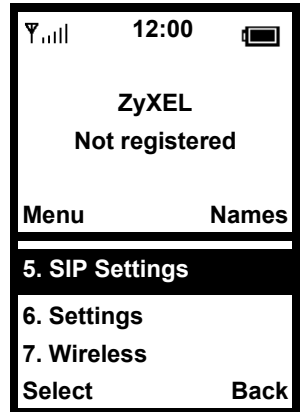 12:00
ZyXEL
Not registered
Menu Names
5. SIP Settings
6. Settings
7. Wireless
Select Back